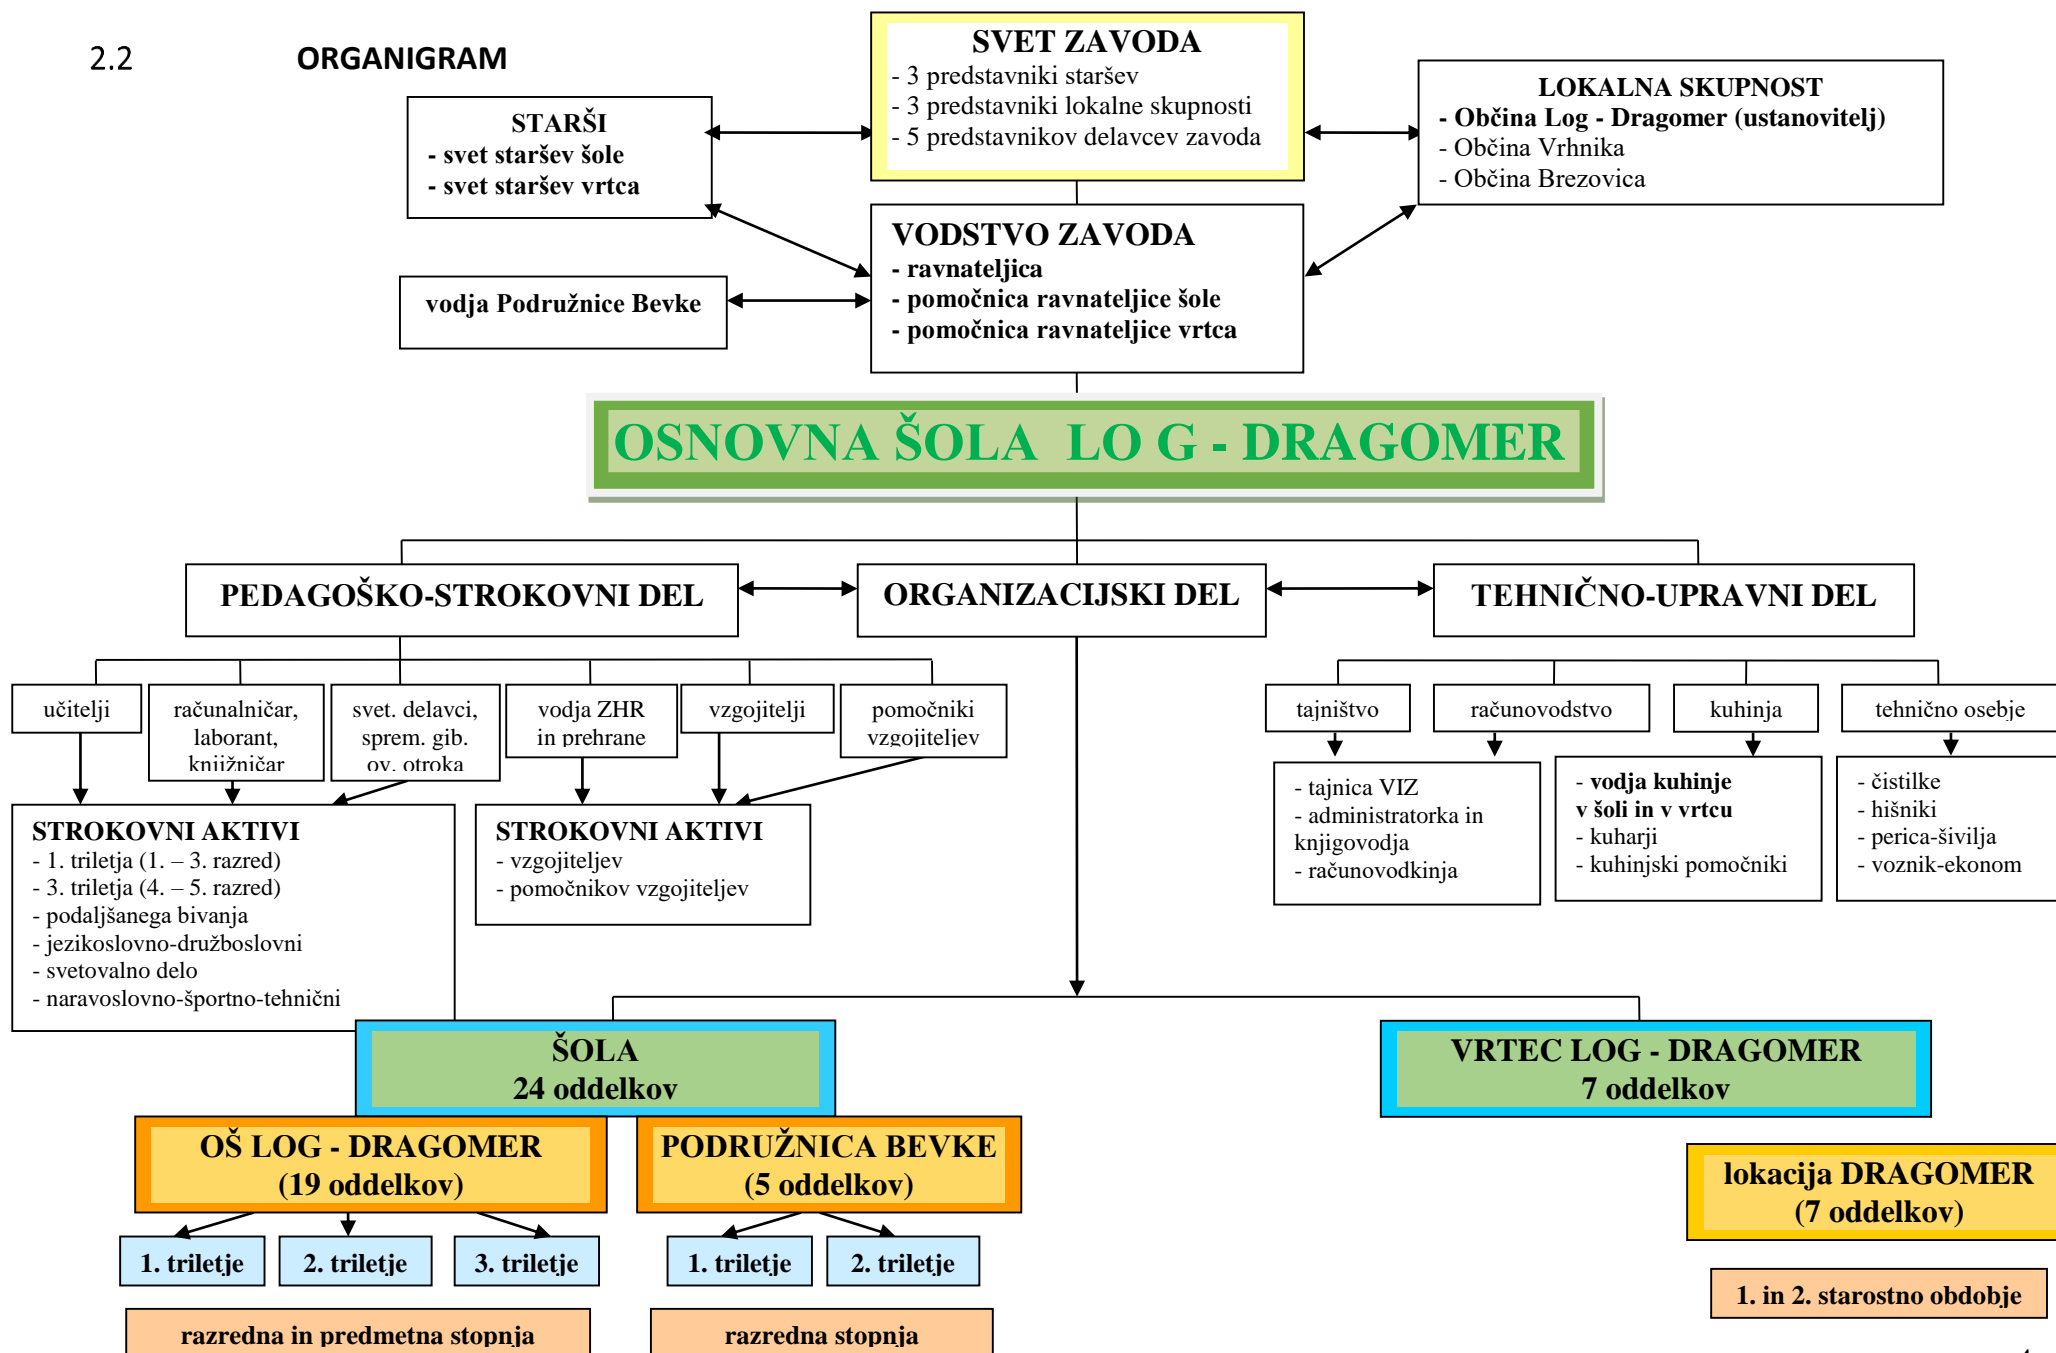 2.2 ORGANIGRAM
SVET ZAVODA
- 3 predstavniki staršev
- 3 predstavniki lokalne skupnosti
- 5 predstavnikov delavcev zavoda
STARŠI
- svet staršev šole
- svet staršev vrtca
LOKALNA SKUPNOST
- Občina Log - Dragomer (ustanovitelj)
- Občina Vrhnika
- Občina Brezovica
VODSTVO ZAVODA
- ravnateljica
- pomočnica ravnateljice šole
- pomočnica ravnateljice vrtca
vodja Podružnice Bevke
OSNOVNA ŠOLA LO G - DRAGOMER
PEDAGOŠKO-STROKOVNI DEL
ORGANIZACIJSKI DEL
TEHNIČNO-UPRAVNI DEL
učitelji
računalničar,
laborant,
knjižničar
svet. delavci,
sprem. gib.
ov. otroka
vodja ZHR
in prehrane
vzgojitelji
pomočniki
vzgojiteljev
tajništvo
računovodstvo
kuhinja
tehnično osebje
STROKOVNI AKTIVI
- 1. triletja (1. – 3. razred)
- 3. triletja (4. – 5. razred)
- podaljšanega bivanja
- jezikoslovno-družboslovni
- svetovalno delo
- naravoslovno-športno-tehnični
STROKOVNI AKTIVI
- vzgojiteljev
- pomočnikov vzgojiteljev
- tajnica VIZ
- administratorka in
knjigovodja
- računovodkinja
- vodja kuhinje
v šoli in v vrtcu
- kuharji
- kuhinjski pomočniki
- čistilke
- hišniki
- perica-šivilja
- voznik-ekonom
ŠOLA
24 oddelkov
VRTEC LOG - DRAGOMER
7 oddelkov
OŠ LOG - DRAGOMER
(19 oddelkov)
PODRUŽNICA BEVKE
(5 oddelkov)
lokacija DRAGOMER
(7 oddelkov)
1. triletje
2. triletje
3. triletje
1. triletje
2. triletje
1. in 2. starostno obdobje
razredna in predmetna stopnja
razredna stopnja